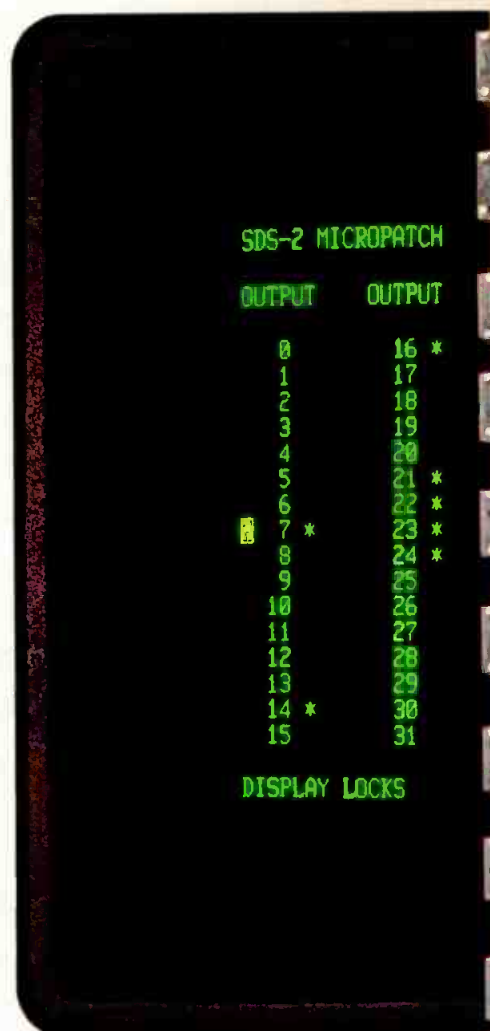 SDS-2 MICROPATCH
OUTPUT OUTPUT
0 16 *
1 17
2 18
3 19
4 20
5 21 *
6 22 *
7 * 23 *
8 24 *
9 25
10 26
11 27
12 28
13 29
14 * 30
15 31
DISPLAY LOCKS